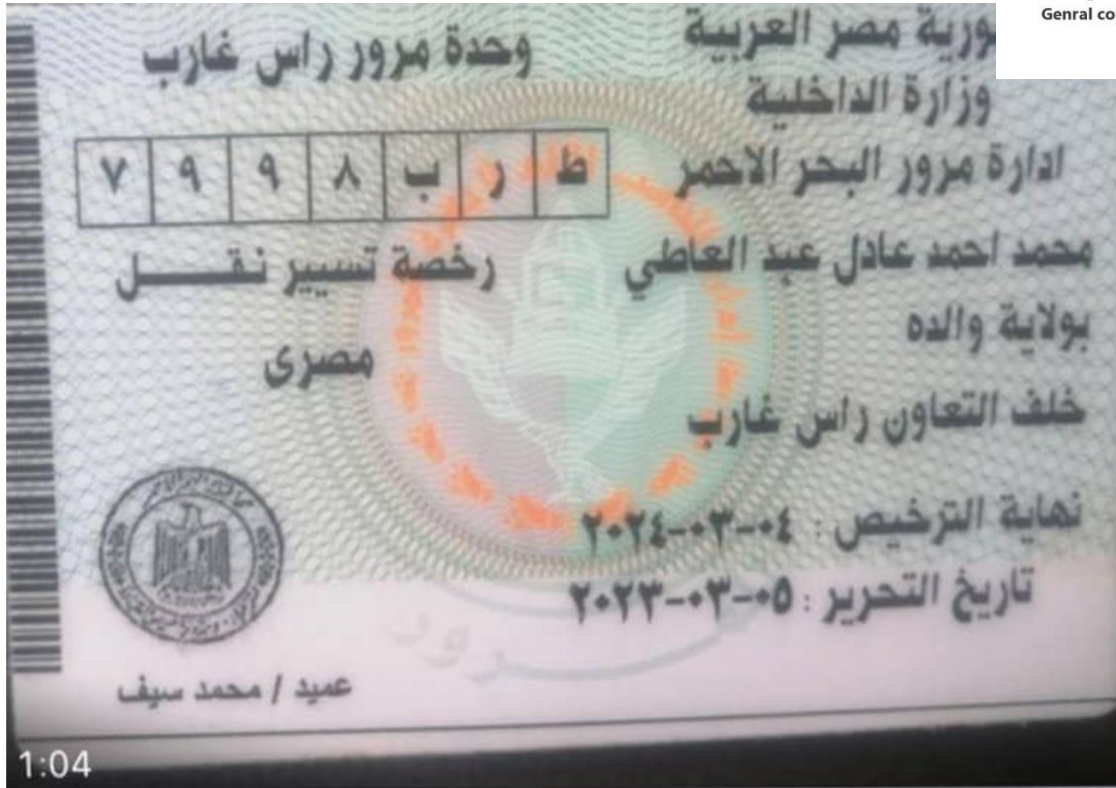 Genral co
ورية مصر العربية
وزارة الداخلية
وحدة مرور راس غارب
ادارة مرور البحر الاحمر
ط ر ب ٨ ٩ ٩ ٧
محمد احمد عادل عبد العاطي
رخصة تسيير نقـــل
بولاية والده
مصرى
خلف التعاون راس غارب
نهاية الترخيص : ٠٤-٠٣-٢٠٢٤
تاريخ التحرير : ٠٥-٠٣-٢٠٢٣
عميد / محمد سيف
1:04